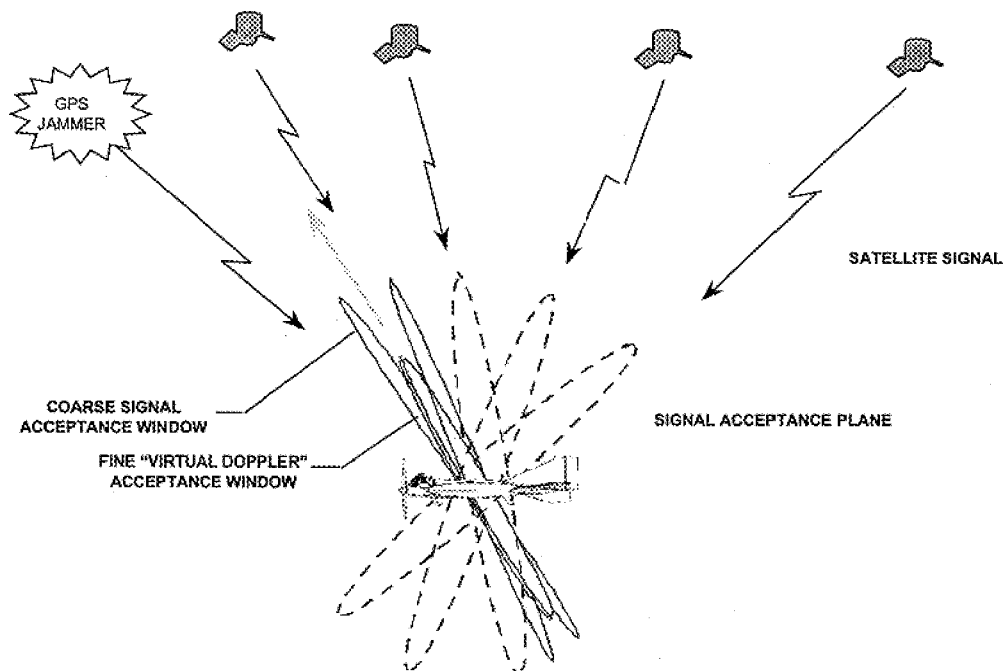 GPS
JAMMER
SATELLITE SIGNAL
COARSE SIGNAL
ACCEPTANCE WINDOW
SIGNAL ACCEPTANCE PLANE
FINE "VIRTUAL DOPPLER"
ACCEPTANCE WINDOW